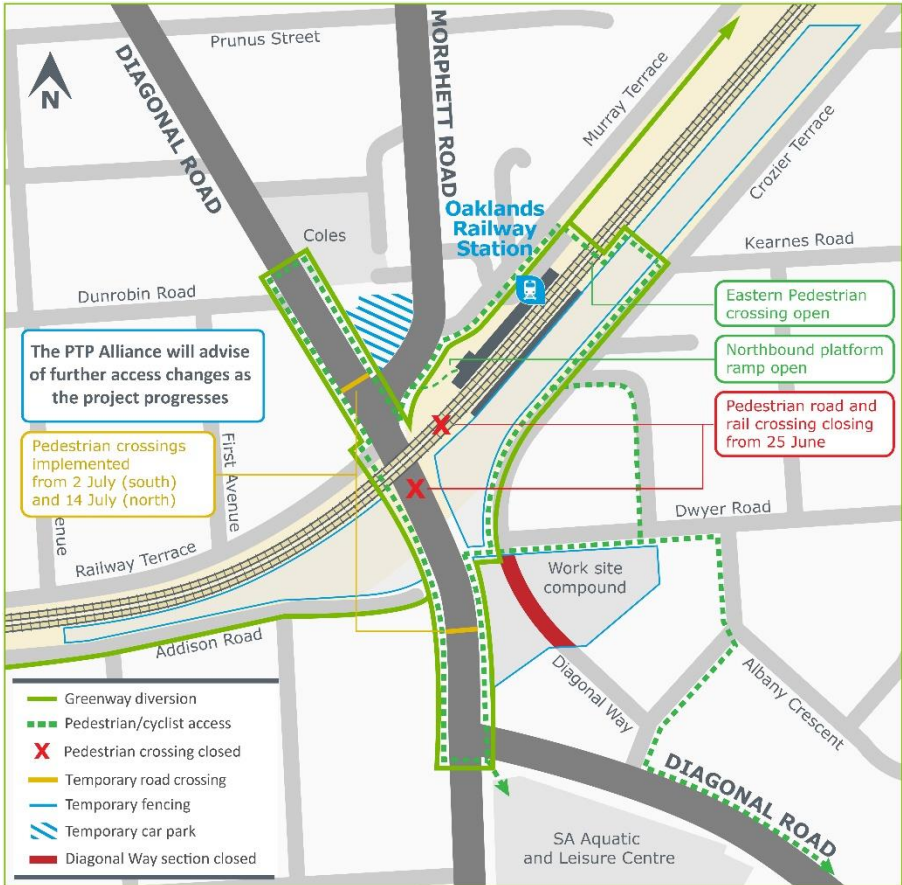 Prunus Street
DIAGONAL ROAD
MORPHETT ROAD
Murray Terrace
Crozier Terrace
N
Oaklands
Railway
Station
Coles
Kearnes Road
Dunrobin Road
Eastern Pedestrian
crossing open
Northbound platform
ramp open
Pedestrian road and
rail crossing closing
from 25 June
The PTP Alliance will advise
of further access changes as
the project progresses
Pedestrian crossings
implemented
from 2 July (south)
and 14 July (north)
First Avenue
enue
Railway Terrace
Dwyer Road
Work site
compound
Addison Road
Diagonal Way
Albany Crescent
DIAGONAL ROAD
SA Aquatic
and Leisure Centre
Greenway diversion
Pedestrian/cyclist access
X Pedestrian crossing closed
Temporary road crossing
Temporary fencing
Temporary car park
Diagonal Way section closed